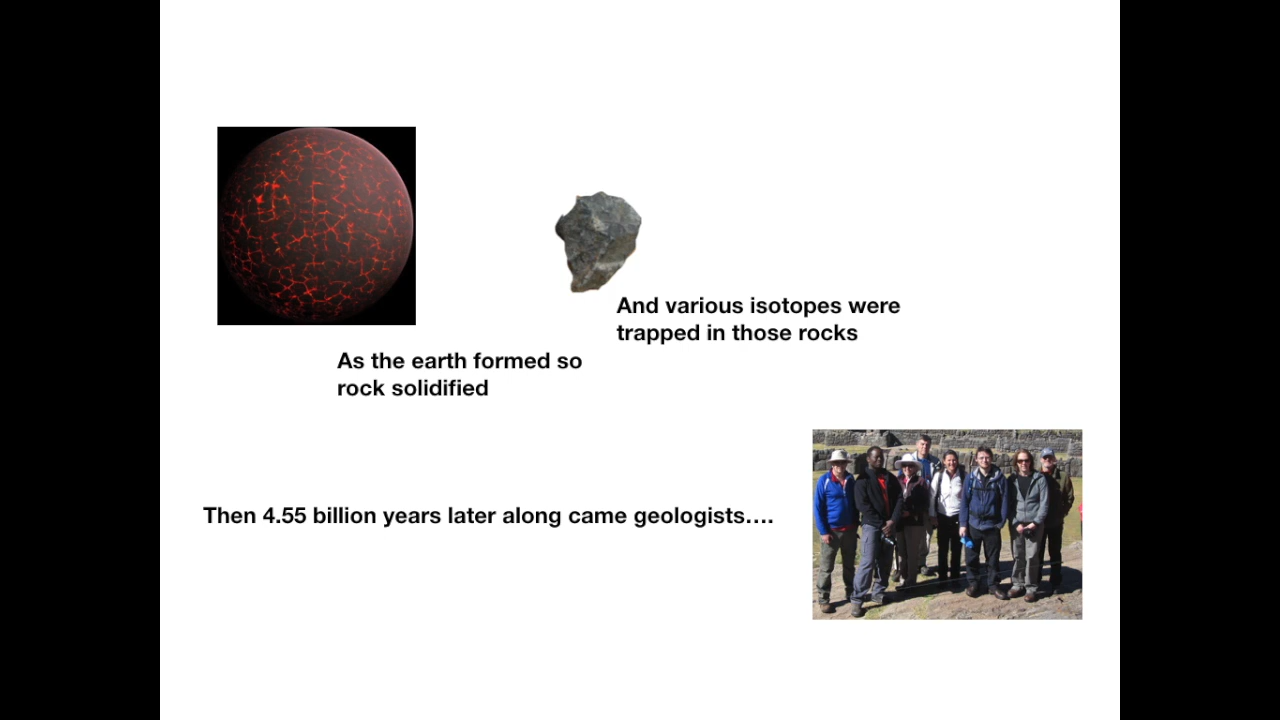 And various isotopes were
trapped in those rocks
As the earth formed so
rock solidified
Then 4.55 billion years later along came geologists….